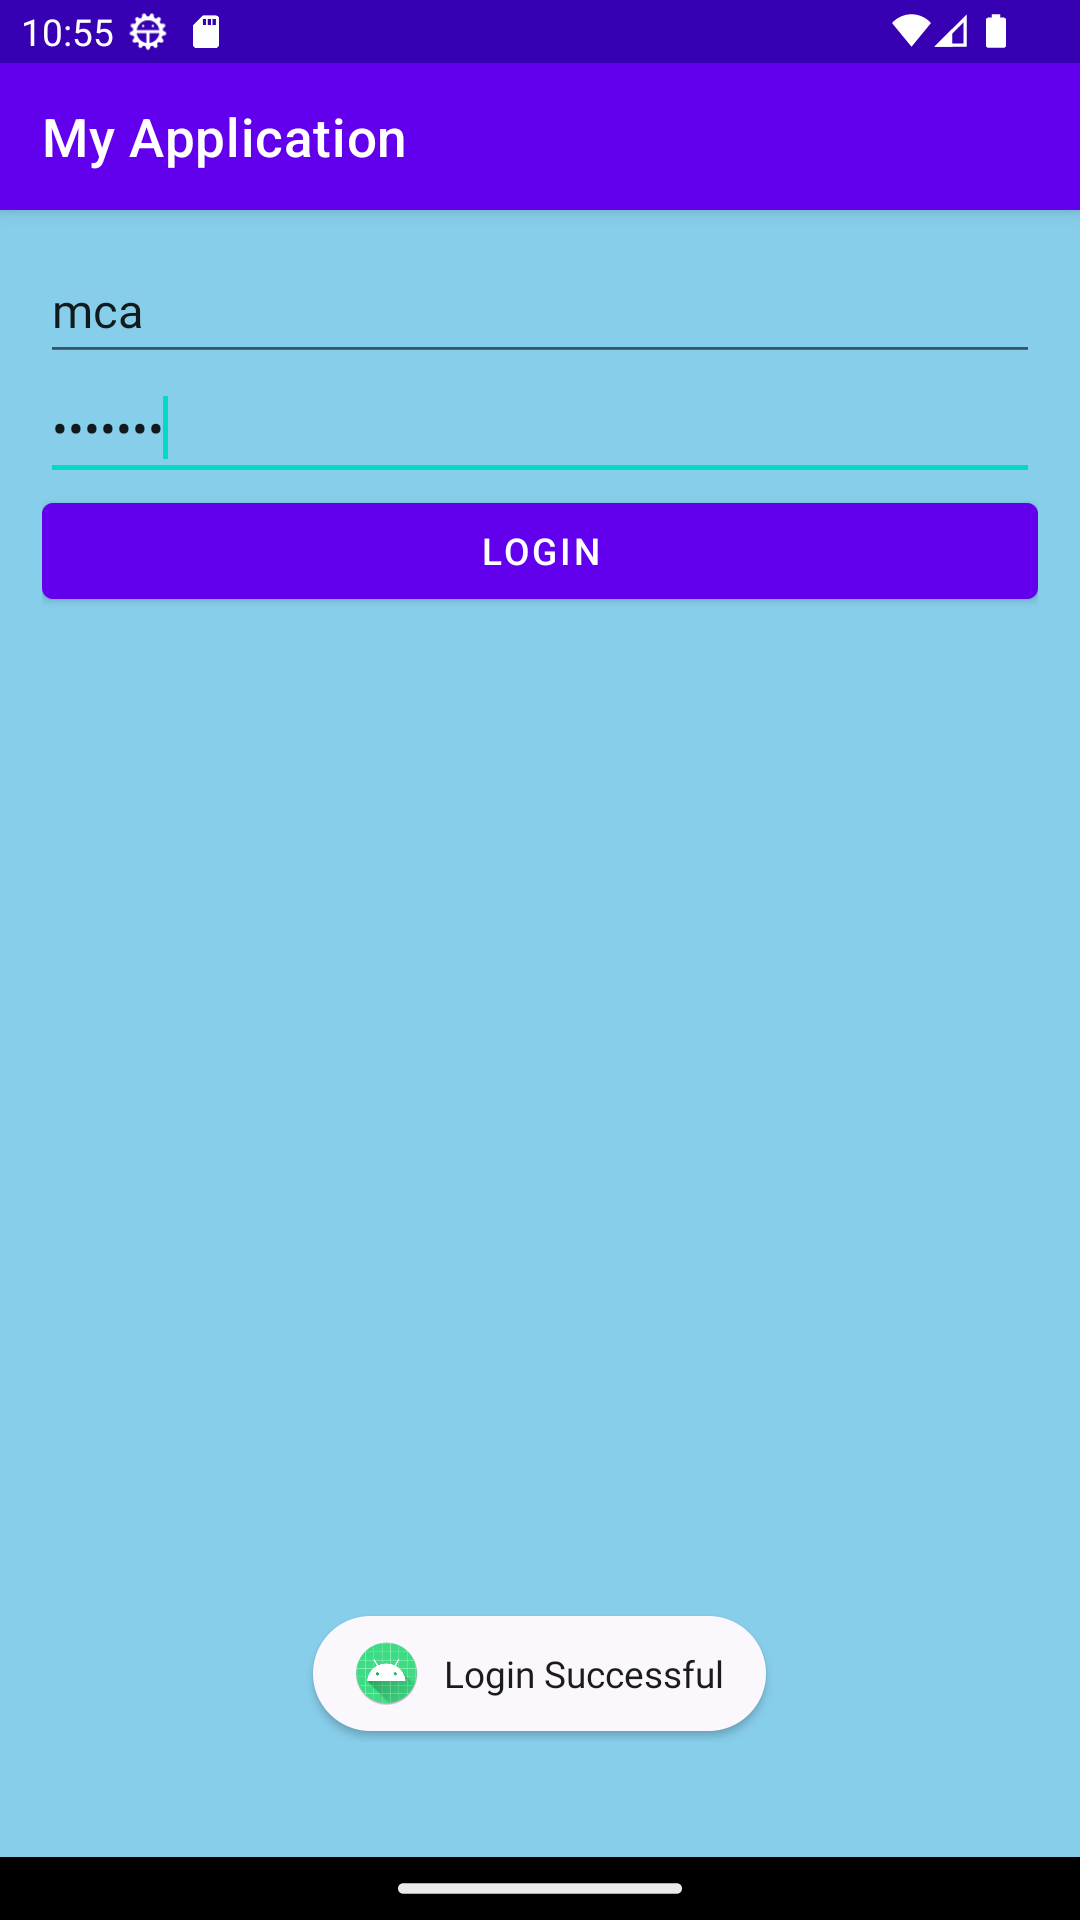 10:55
My Application
mca
•••••••
LOGIN
Login Successful